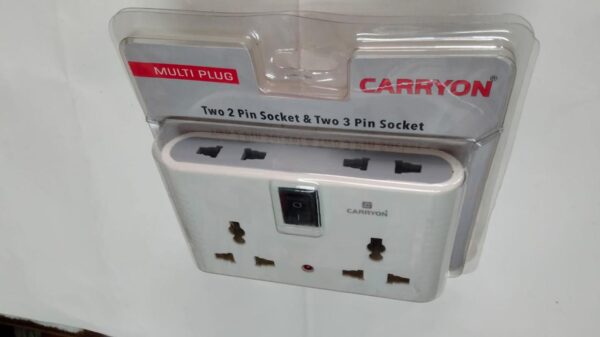 MULTI PLUG
CARRYON®
Two 2 Pin Socket & Two 3 Pin Socket
CARRYON